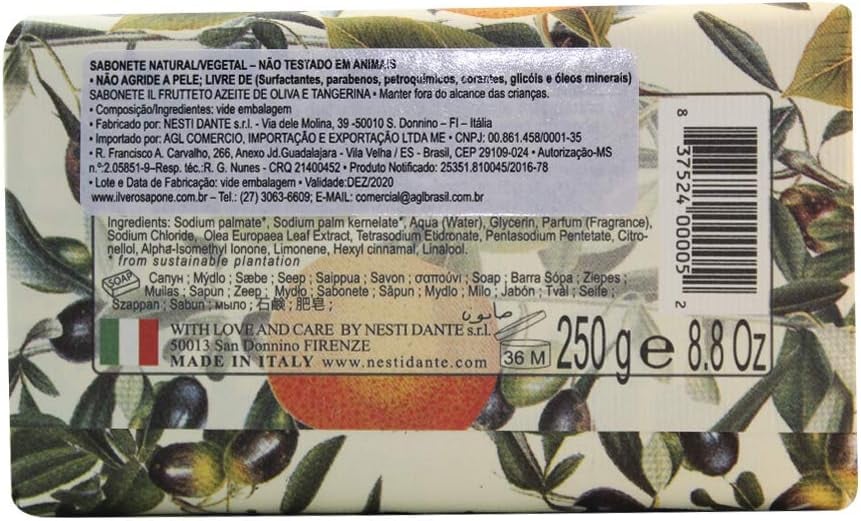 SABONETE NATURAL/VEGETAL – NÃO TESTADO EM ANIMAIS
• NÃO AGRIDE A PELE; LIVRE DE (Surfactantes, parabenos, petroquímicos, corantes, glicóis e óleos minerais)
SABONETE IL FRUTTETO AZEITE DE OLIVA E TANGERINA • Manter fora do alcance das crianças.
• Composição/Ingredientes: vide embalagem
• Fabricado por: NESTI DANTE s.r.l. - Via dele Molina, 39 -50010 S. Donnino – FI – Itália
• Importado por: AGL COMERCIO, IMPORTAÇÃO E EXPORTAÇÃO LTDA ME • CNPJ: 00.861.458/0001-35
• R. Francisco A. Carvalho, 266, Anexo Jd.Guadalajara - Vila Velha / ES - Brasil, CEP 29109-024 • Autorização-MS
n.º:2.05851-9–Resp. téc.:R. G. Nunes - CRQ 21400452 • Produto Notificado: 25351.810045/2016-78
• Lote e Data de Fabricação: vide embalagem • Validade:DEZ/2020
www.ilverosapone.com.br – Tel.: (27) 3063-6609; E-MAIL: comercial@aglbrasil.com.br
Ingredients: Sodium palmate*, Sodium palm kernelate*, Aqua (Water), Glycerin, Parfum (Fragrance),
Sodium Chloride, Olea Europaea Leaf Extract, Tetrasodium Etidronate, Pentasodium Pentetate, Citro-
nellol, Alpha-Isomethyl Ionone, Limonene, Hexyl cinnamal, Linalool.
* from sustainable plantation
SOAP Сапун ; Mýdlo ; Sæbe ; Seep ; Saippua ; Savon ; σαπούνι ; Soap ; Barra Sópa ; Ziepes ;
Muilas ; Sapun ; Zeep ; Mydło ; Sabonete ; Săpun ; Mydlo ; Milo ; Jabón ; Tvål ; Seife ;
Szappan ; Sabun ; мыло ; 石鹸 ; 肥皂 ;
صابون
WITH LOVE AND CARE BY NESTI DANTE s.r.l.
50013 San Donnino FIRENZE
MADE IN ITALY www.nestidante.com
36 M
250 g e 8.8 Oz
8 37524 00005 2